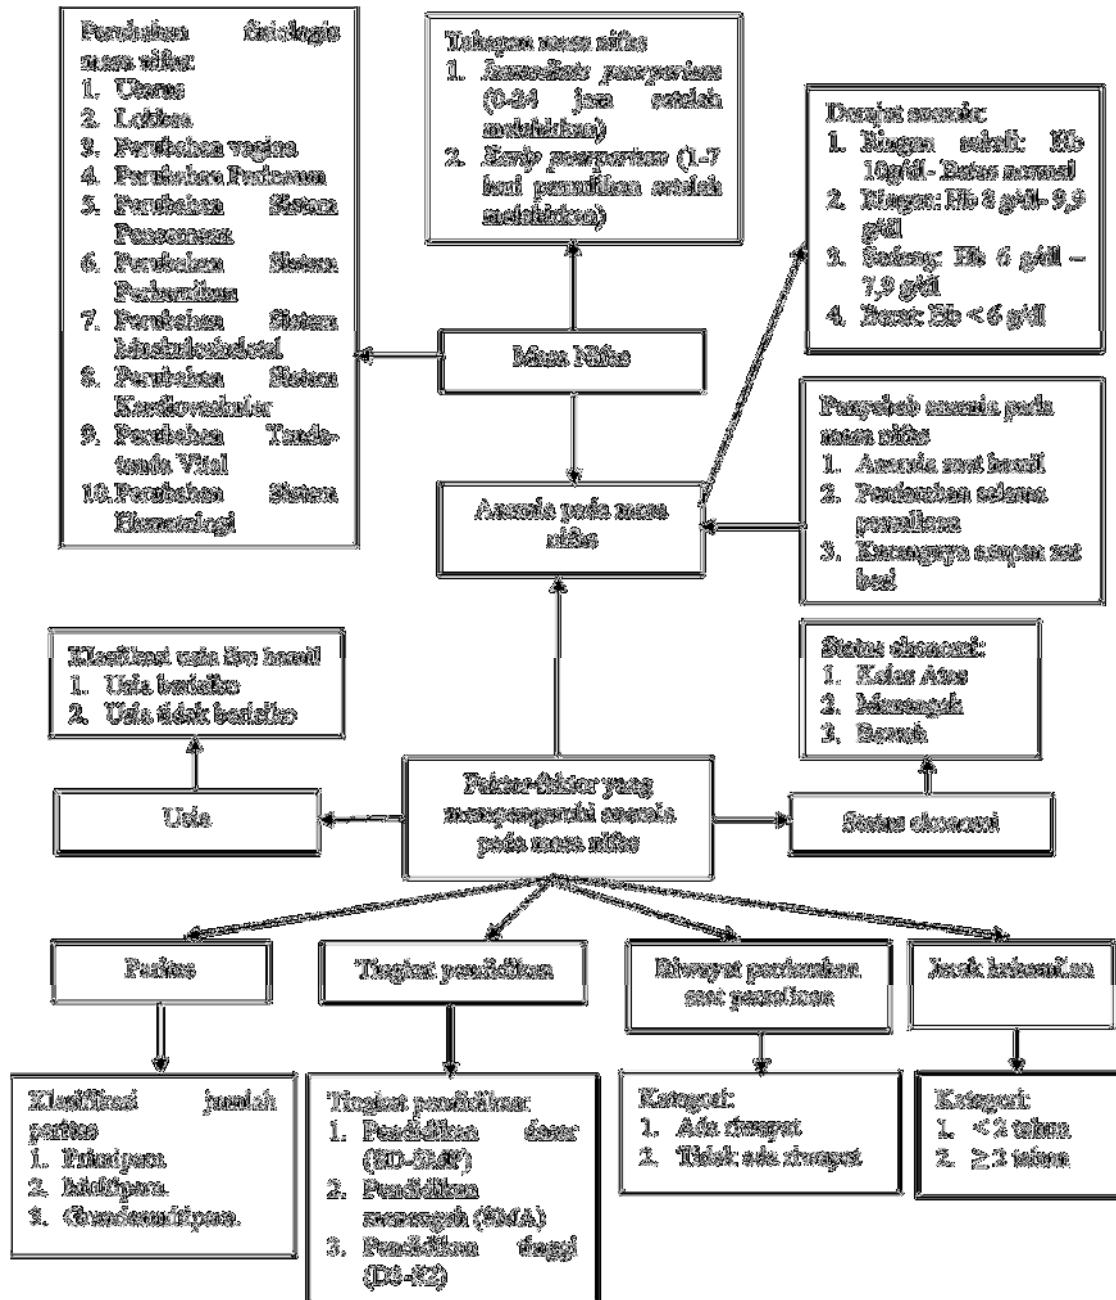 Perubahan fisiologis
masa nifas:
1. Uterus
2. Lokhea
3. Perubahan vagina
4. Perubahan Perineum
5. Perubahan Sistem
Pencernaan
6. Perubahan Sistem
Perkemihan
7. Perubahan Sistem
Muskuloskeletal
8. Perubahan Sistem
Kardiovaskuler
9. Perubahan Tanda-
tanda Vital
10. Perubahan Sistem
Hematologi
Tahapan masa nifas
1. Immediate puerperium
(0-24 jam setelah
melahirkan)
2. Early puerperium (1-7
hari pemulihan setelah
melahirkan)
Derajat anemia:
1. Ringan sekali: Hb
10g/dl- Batas normal
2. Ringan: Hb 8 g/dl- 9,9
g/dl
3. Sedang: Hb 6 g/dl –
7,9 g/dl
4. Berat: Hb < 6 g/dl
Masa Nifas
Penyebab anemia pada
masa nifas
1. Anemia saat hamil
2. Perdarahan selama
persalinan
3. Kurangnya asupan zat
besi
Anemia pada masa
nifas
Klasifikasi usia ibu hamil
1. Usia berisiko
2. Usia tidak berisiko
Status ekonomi:
1. Kelas Atas
2. Menengah
3. Bawah
Usia
Faktor-faktor yang
mempengaruhi anemia
pada masa nifas
Status ekonomi
Paritas
Tingkat pendidikan
Riwayat perdarahan
saat persalinan
Jarak kehamilan
Klasifikasi jumlah
paritas
1. Primipara
2. Multipara
3. Grandemultipara.
Tingkat pendidikan:
1. Pendidikan dasar
(SD-SMP)
2. Pendidikan
menengah (SMA)
3. Pendidikan tinggi
(D3-S2)
Kategori:
1. Ada riwayat
2. Tidak ada riwayat
Kategori:
1. < 2 tahun
2. ≥ 2 tahun